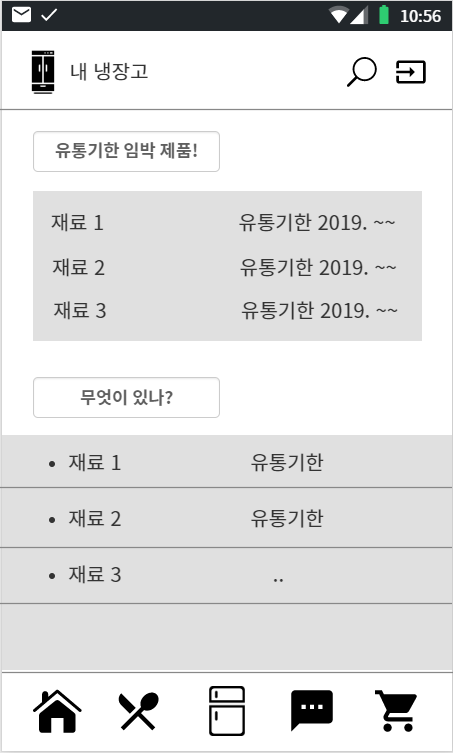 10:56
내 냉장고
유통기한 임박 제품!
재료 1 유통기한 2019. ~~
재료 2 유통기한 2019. ~~
재료 3 유통기한 2019. ~~
무엇이 있나?
• 재료 1 유통기한
• 재료 2 유통기한
• 재료 3 ..